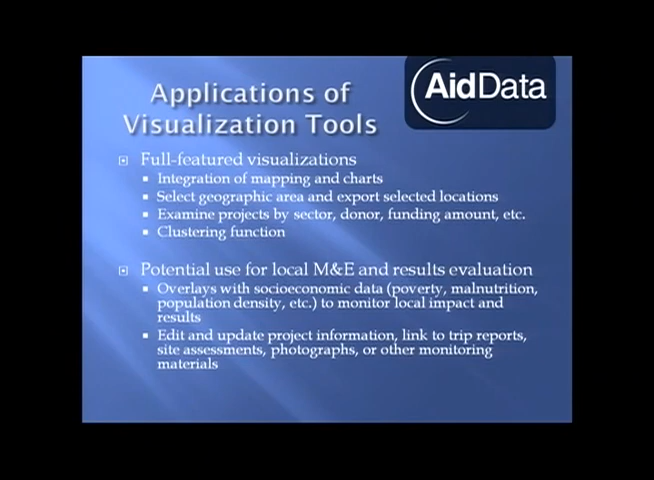 Applications of
Visualization Tools
AidData
Full-featured visualizations
Integration of mapping and charts
Select geographic area and export selected locations
Examine projects by sector, donor, funding amount, etc.
Clustering function
Potential use for local M&E and results evaluation
Overlays with socioeconomic data (poverty, malnutrition,
population density, etc.) to monitor local impact and
results
Edit and update project information, link to trip reports,
site assessments, photographs, or other monitoring
materials